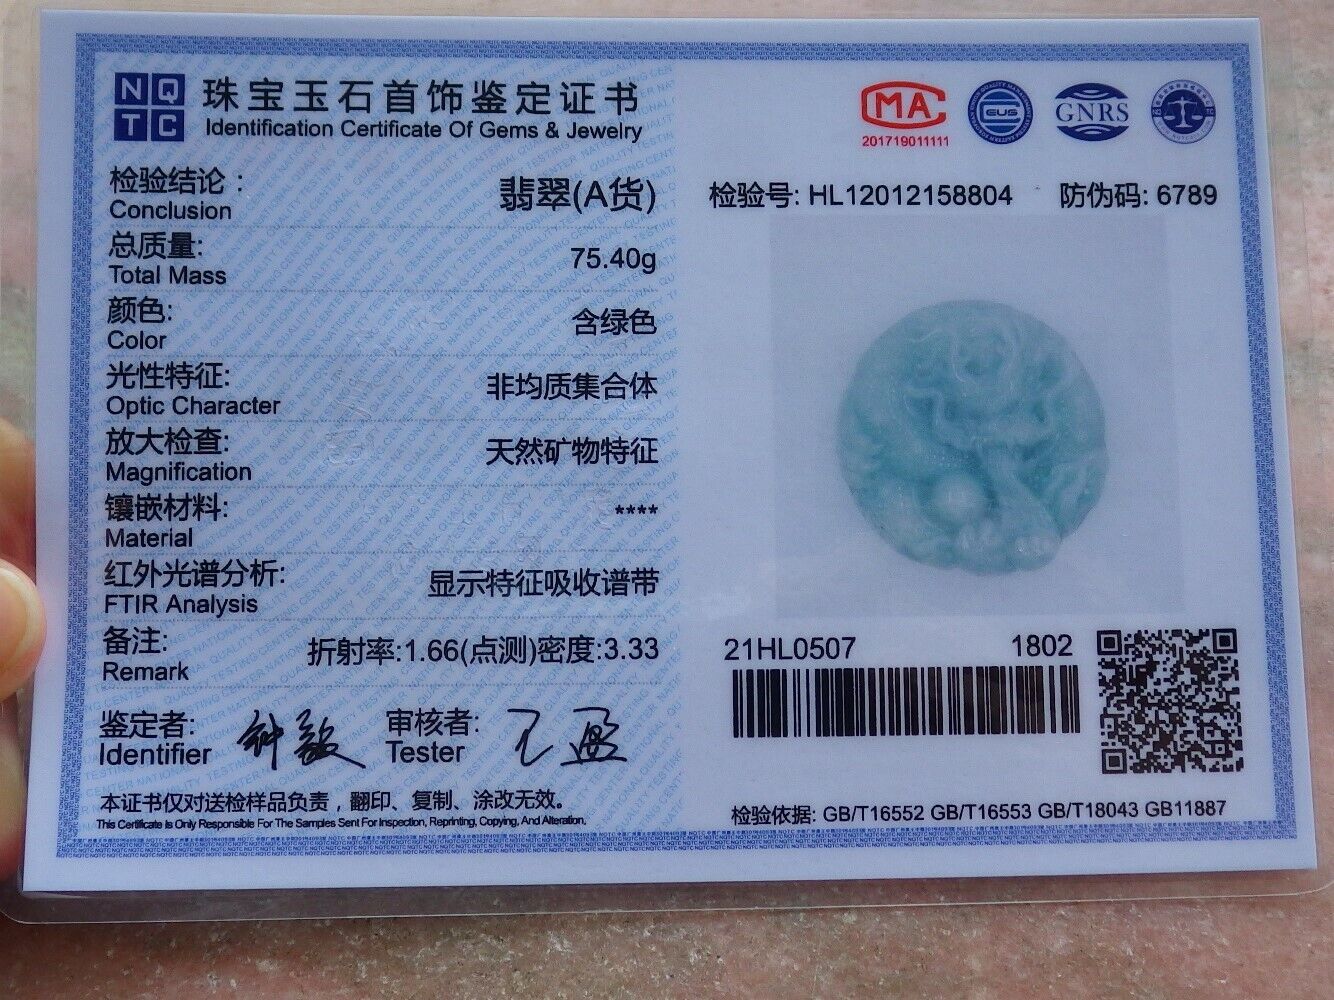 NQ
TC
珠宝玉石首饰鉴定证书
Identification Certificate Of Gems & Jewelry
检验结论：
Conclusion
翡翠(A货)
总质量:
Total Mass
75.40g
颜色:
Color
含绿色
光性特征:
Optic Character
非均质集合体
放大检查:
Magnification
天然矿物特征
镶嵌材料:
Material
****
红外光谱分析:
FTIR Analysis
显示特征吸收谱带
备注:
Remark
折射率:1.66(点测)密度:3.33
鉴定者:
Identifier
审核者:
Tester
本证书仅对送检样品负责，翻印、复制、涂改无效。
This Certificate Is Only Responsible For The Samples Sent For Inspection, Reprinting, Copying, And Alteration.
MA
201719011111
GNRS
检验号: HL12012158804 防伪码: 6789
21HL0507 1802
检验依据: GB/T16552 GB/T16553 GB/T18043 GB11887